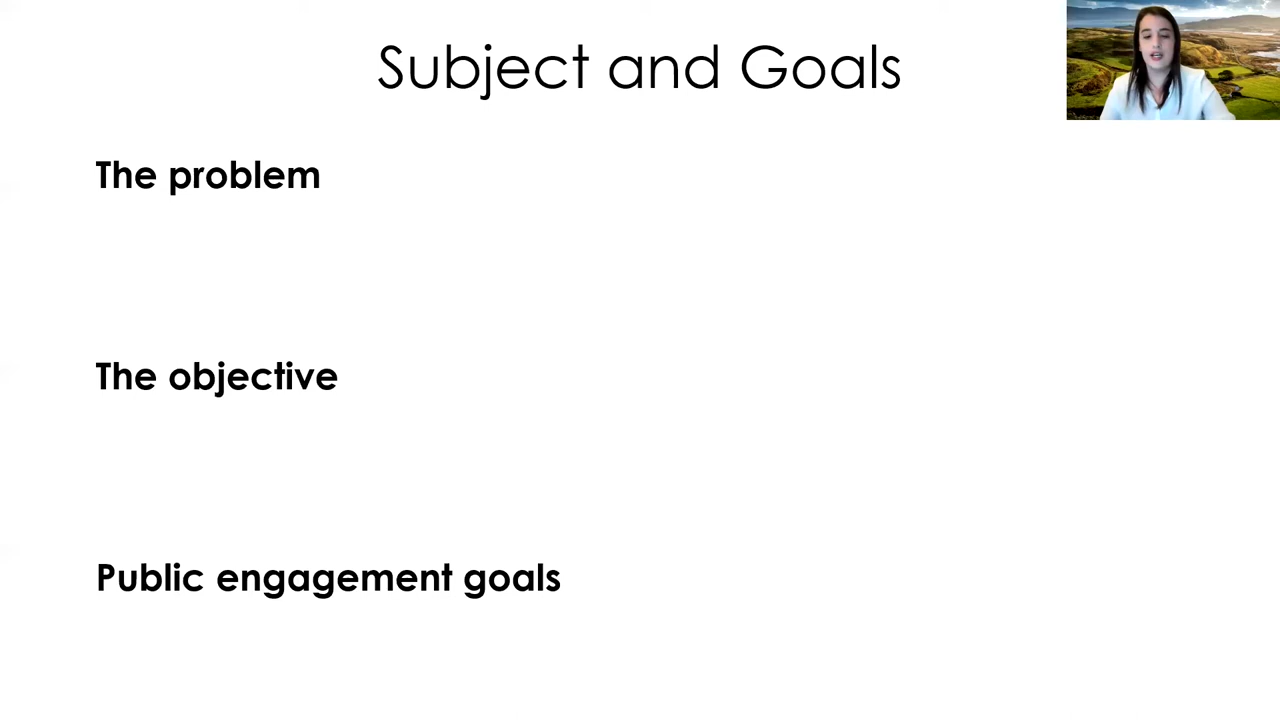 Subject and Goals
The problem
The objective
Public engagement goals